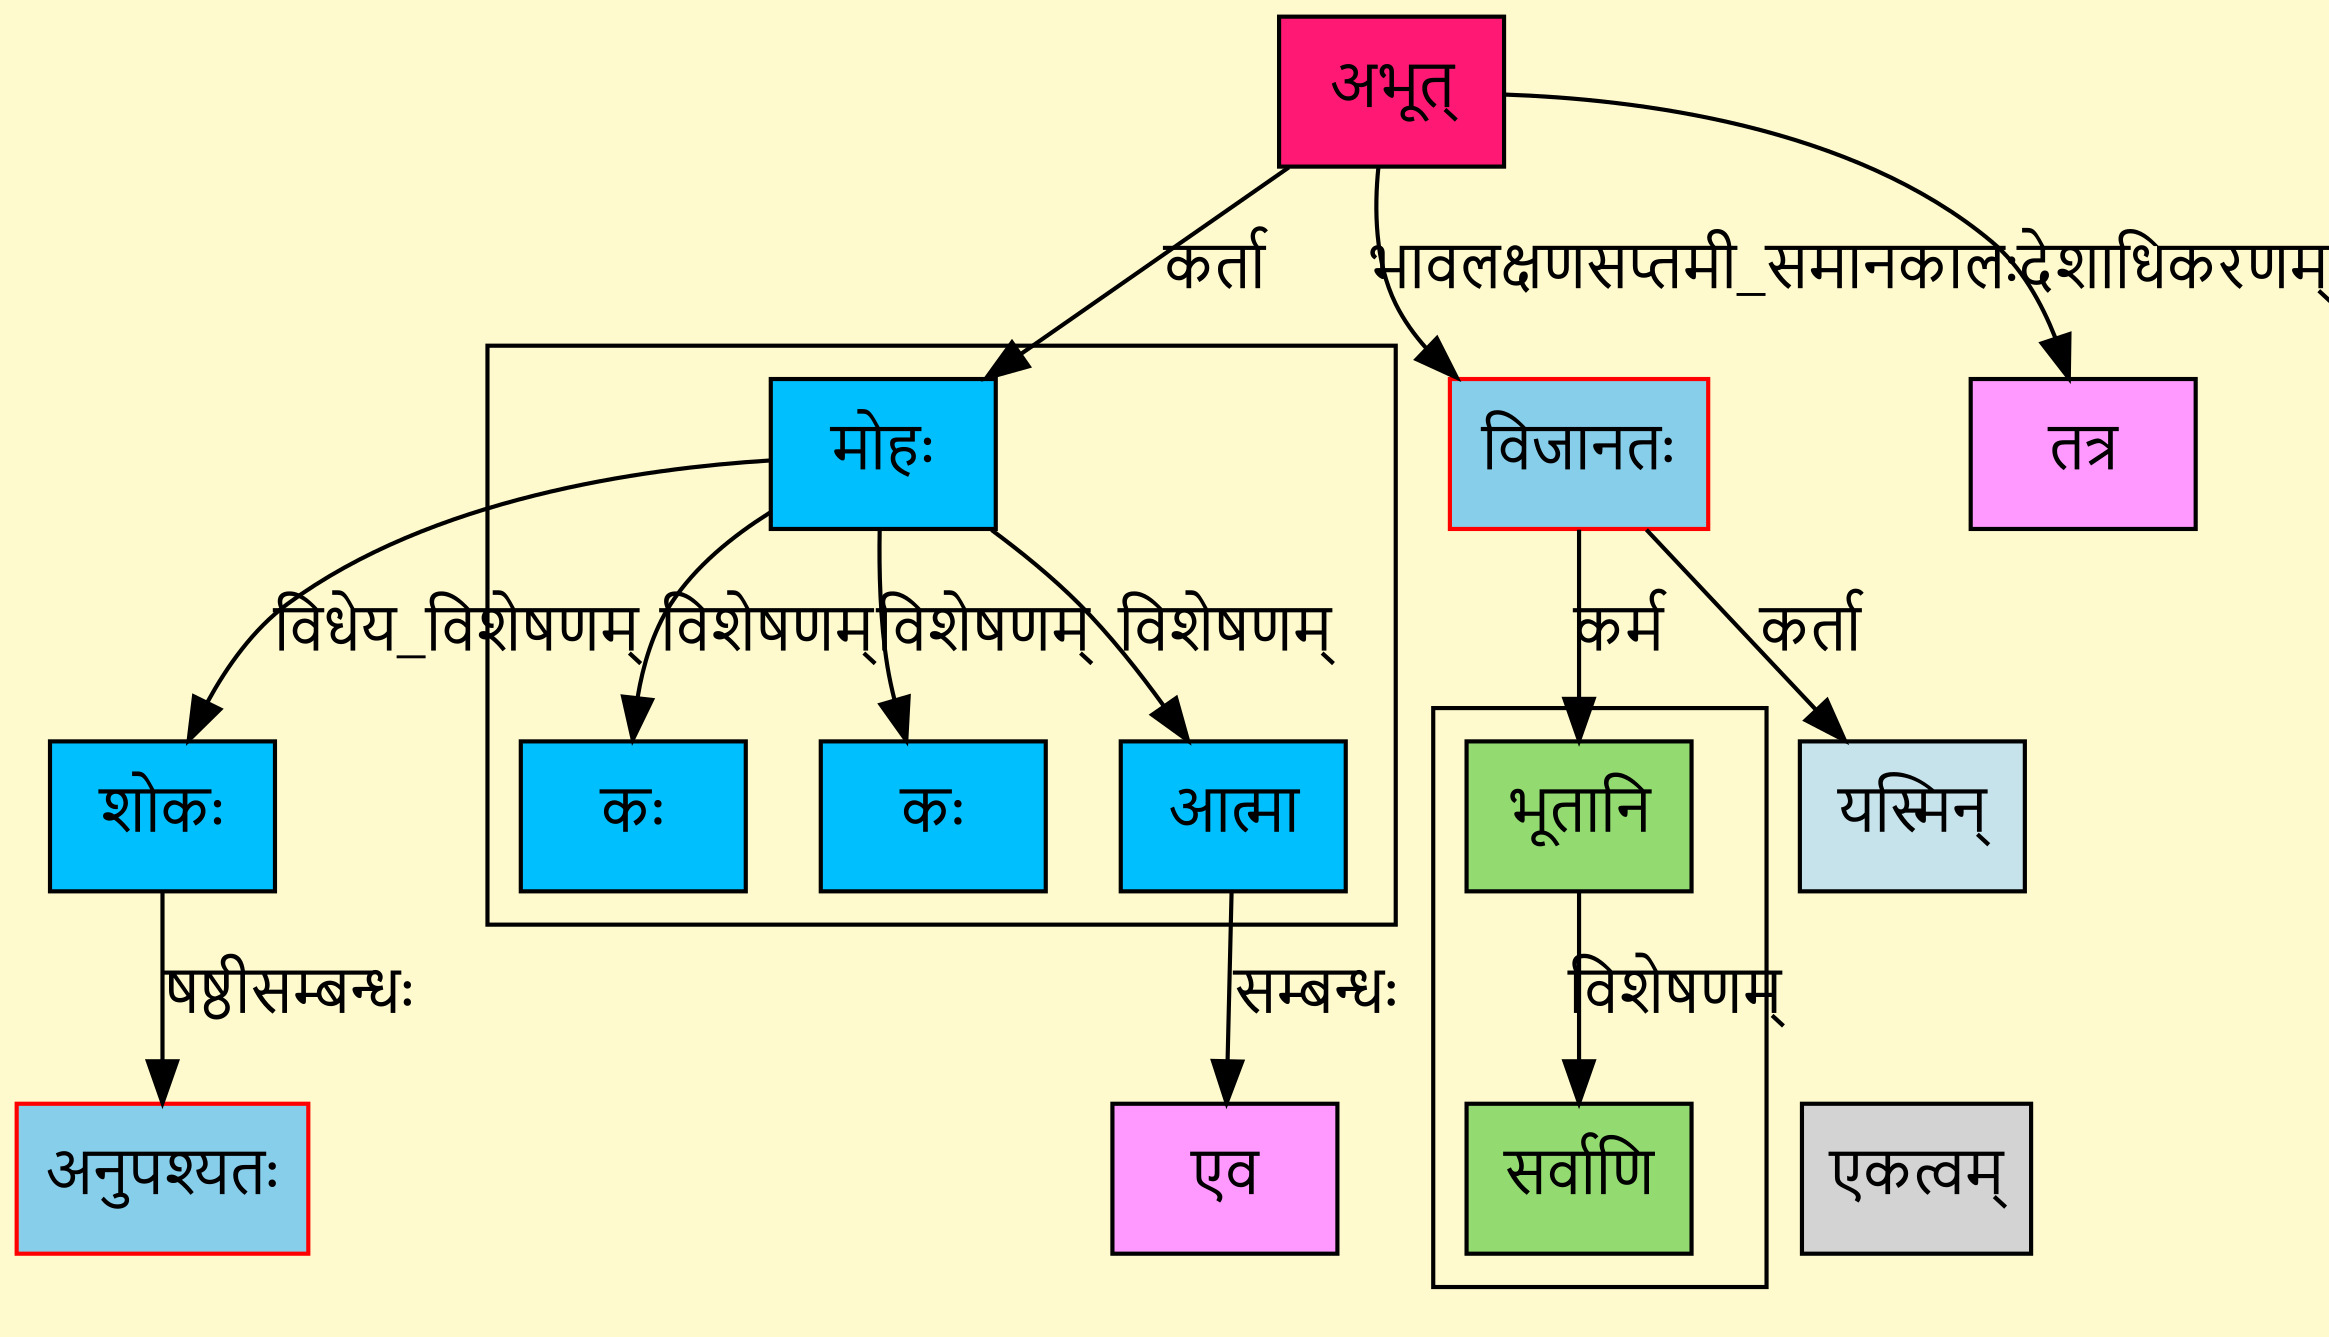 अभूत्
कर्ता
भावलक्षणसप्तमी_समानकालः
देशाधिकरणम्
मोहः
विजानतः
तत्र
विधेय_विशेषणम्
विशेषणम्
विशेषणम्
विशेषणम्
कर्म
कर्ता
शोकः
कः
कः
आत्मा
भूतानि
यस्मिन्
षष्ठीसम्बन्धः
सम्बन्धः
विशेषणम्
अनुपश्यतः
एव
सर्वाणि
एकत्वम्